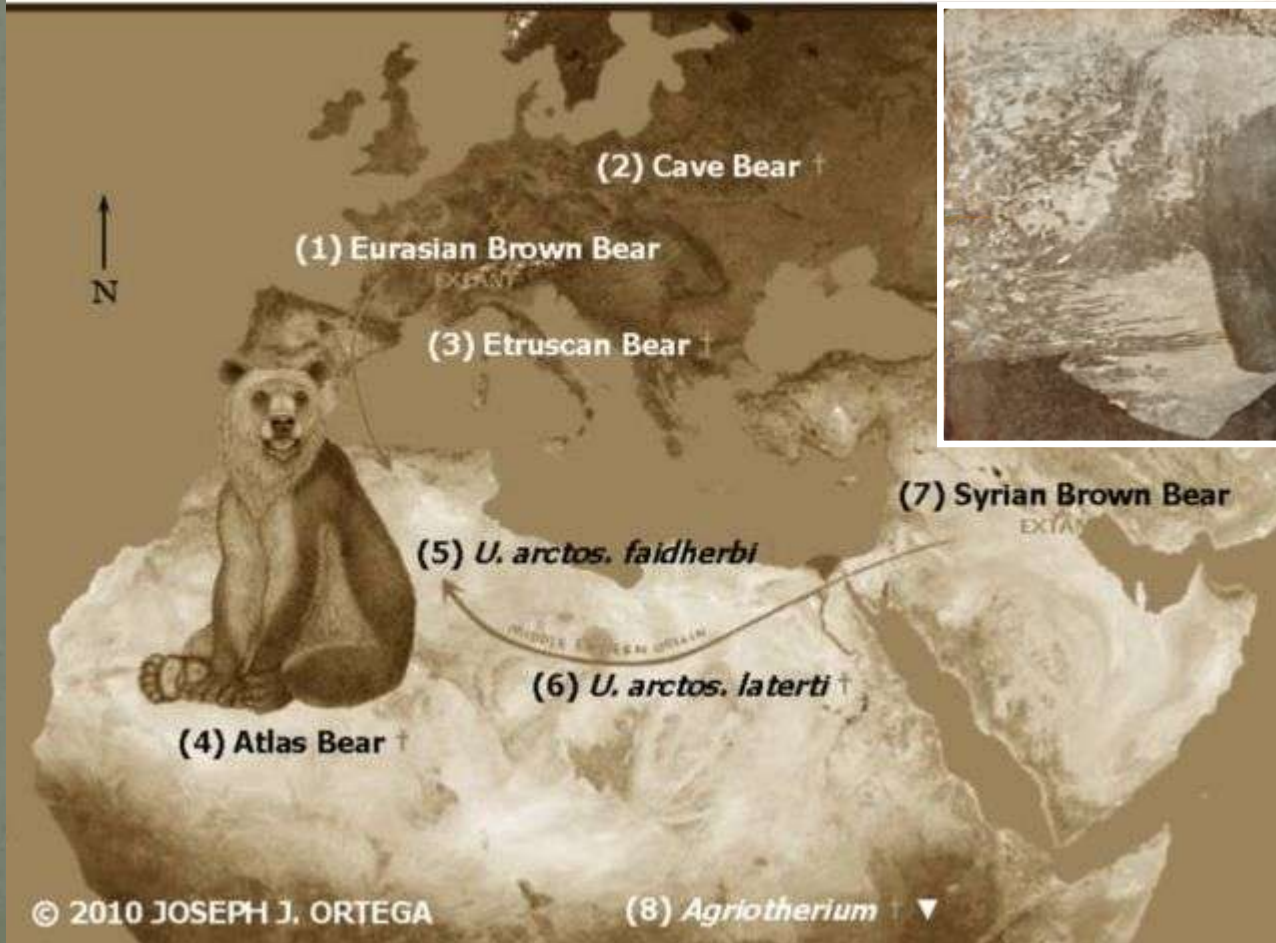 (2) Cave Bear †
(1) Eurasian Brown Bear
EXTANT
N
(3) Etruscan Bear †
(7) Syrian Brown Bear
EXTANT
(5) U. arctos. faidherbi
MIDDLE EASTERN ORIGIN
(6) U. arctos. laterti †
(4) Atlas Bear †
© 2010 JOSEPH J. ORTEGA
(8) Agriotherium † ▼